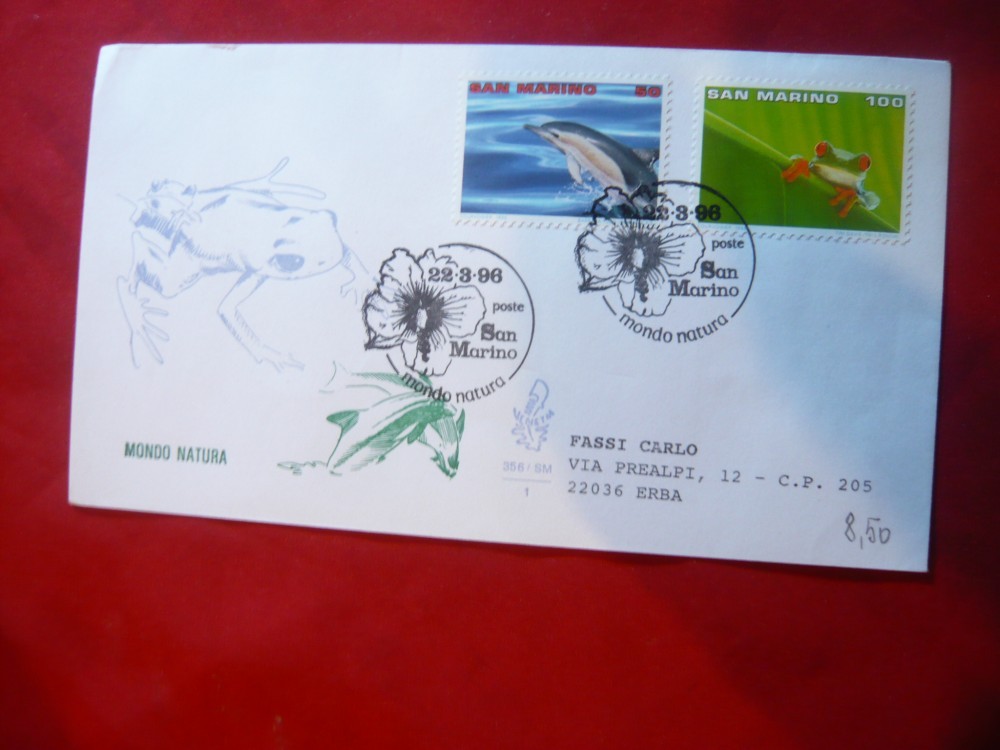 SAN MARINO 50
SAN MARINO 100
22·3·96
poste
San
Marino
mondo natura
22·3·96
poste
San
Marino
mondo natura
MONDO NATURA
356/SM
1
FASSI CARLO
VIA PREALPI, 12 - C.P. 205
22036 ERBA
8,50